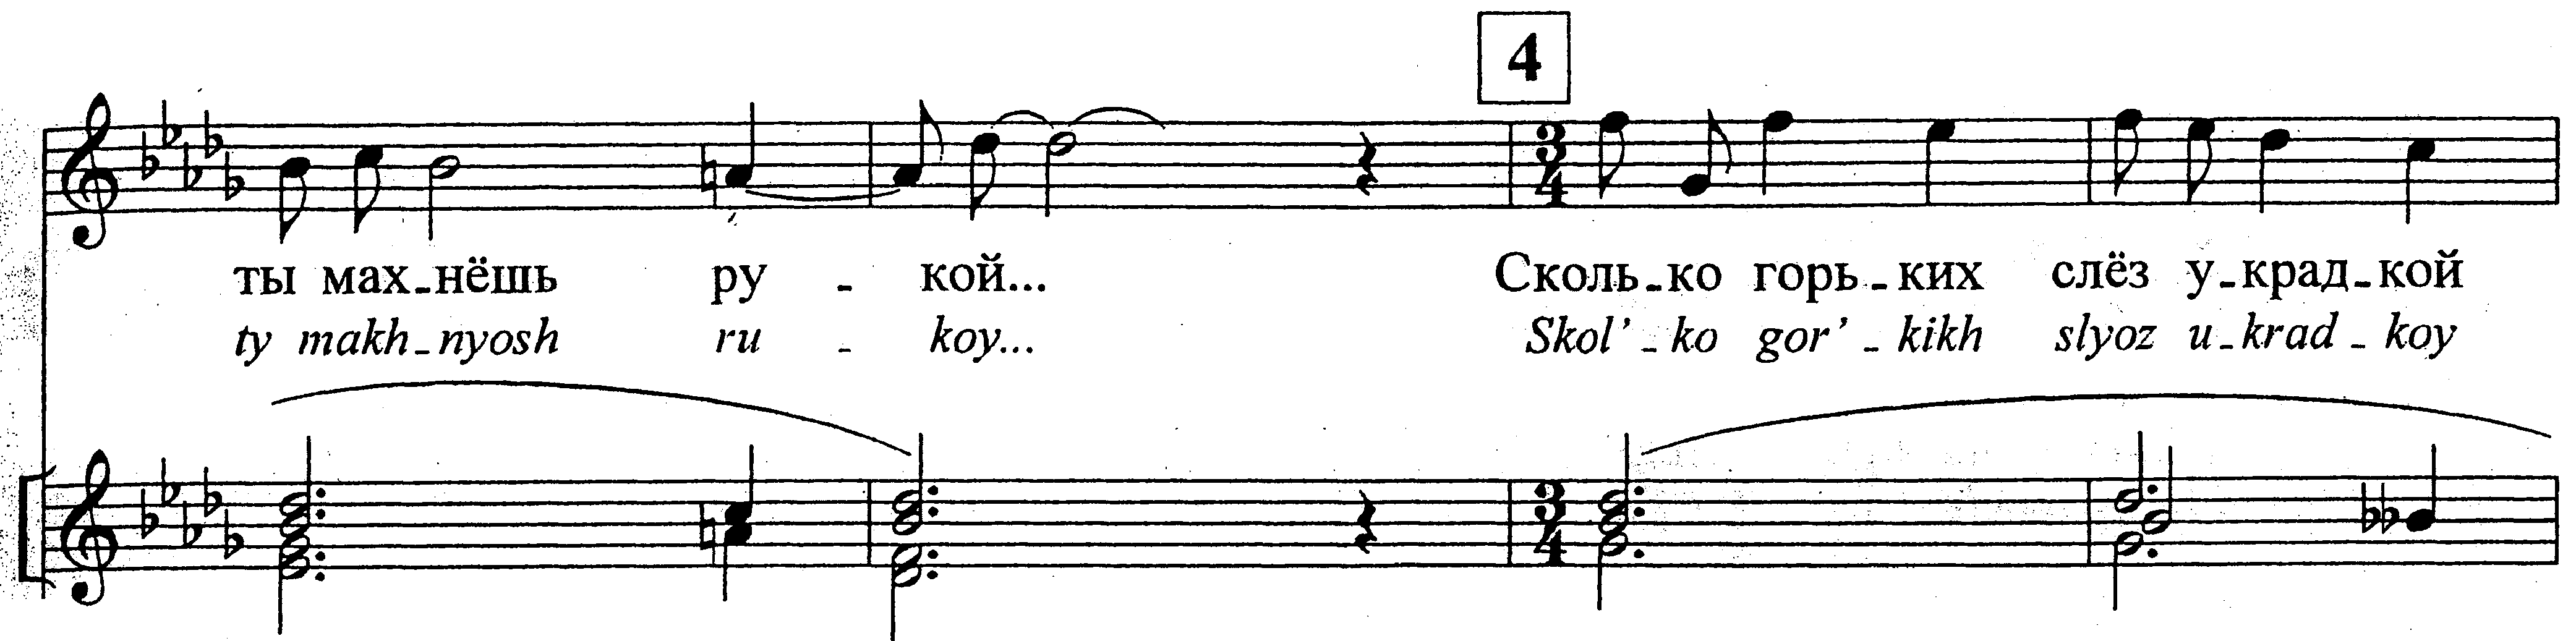 4
3
4
ты мах-нёшь ру - кой... Сколь-ко горь-ких слёз у-крад-кой
ty makh-nyosh ru - koy... Skol’-ko gor’-kikh slyoz u-krad-koy
3
4